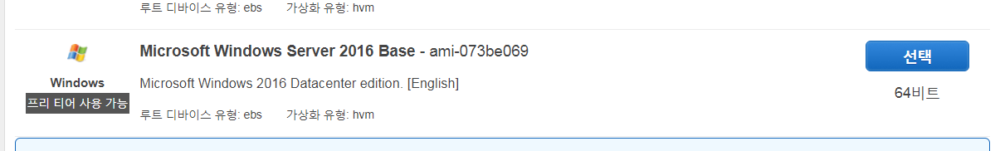 루트 디바이스 유형: ebs 가상화 유형: hvm
Microsoft Windows Server 2016 Base - ami-073be069
선택
Windows
Microsoft Windows 2016 Datacenter edition. [English]
64비트
프리 티어 사용 가능
루트 디바이스 유형: ebs 가상화 유형: hvm